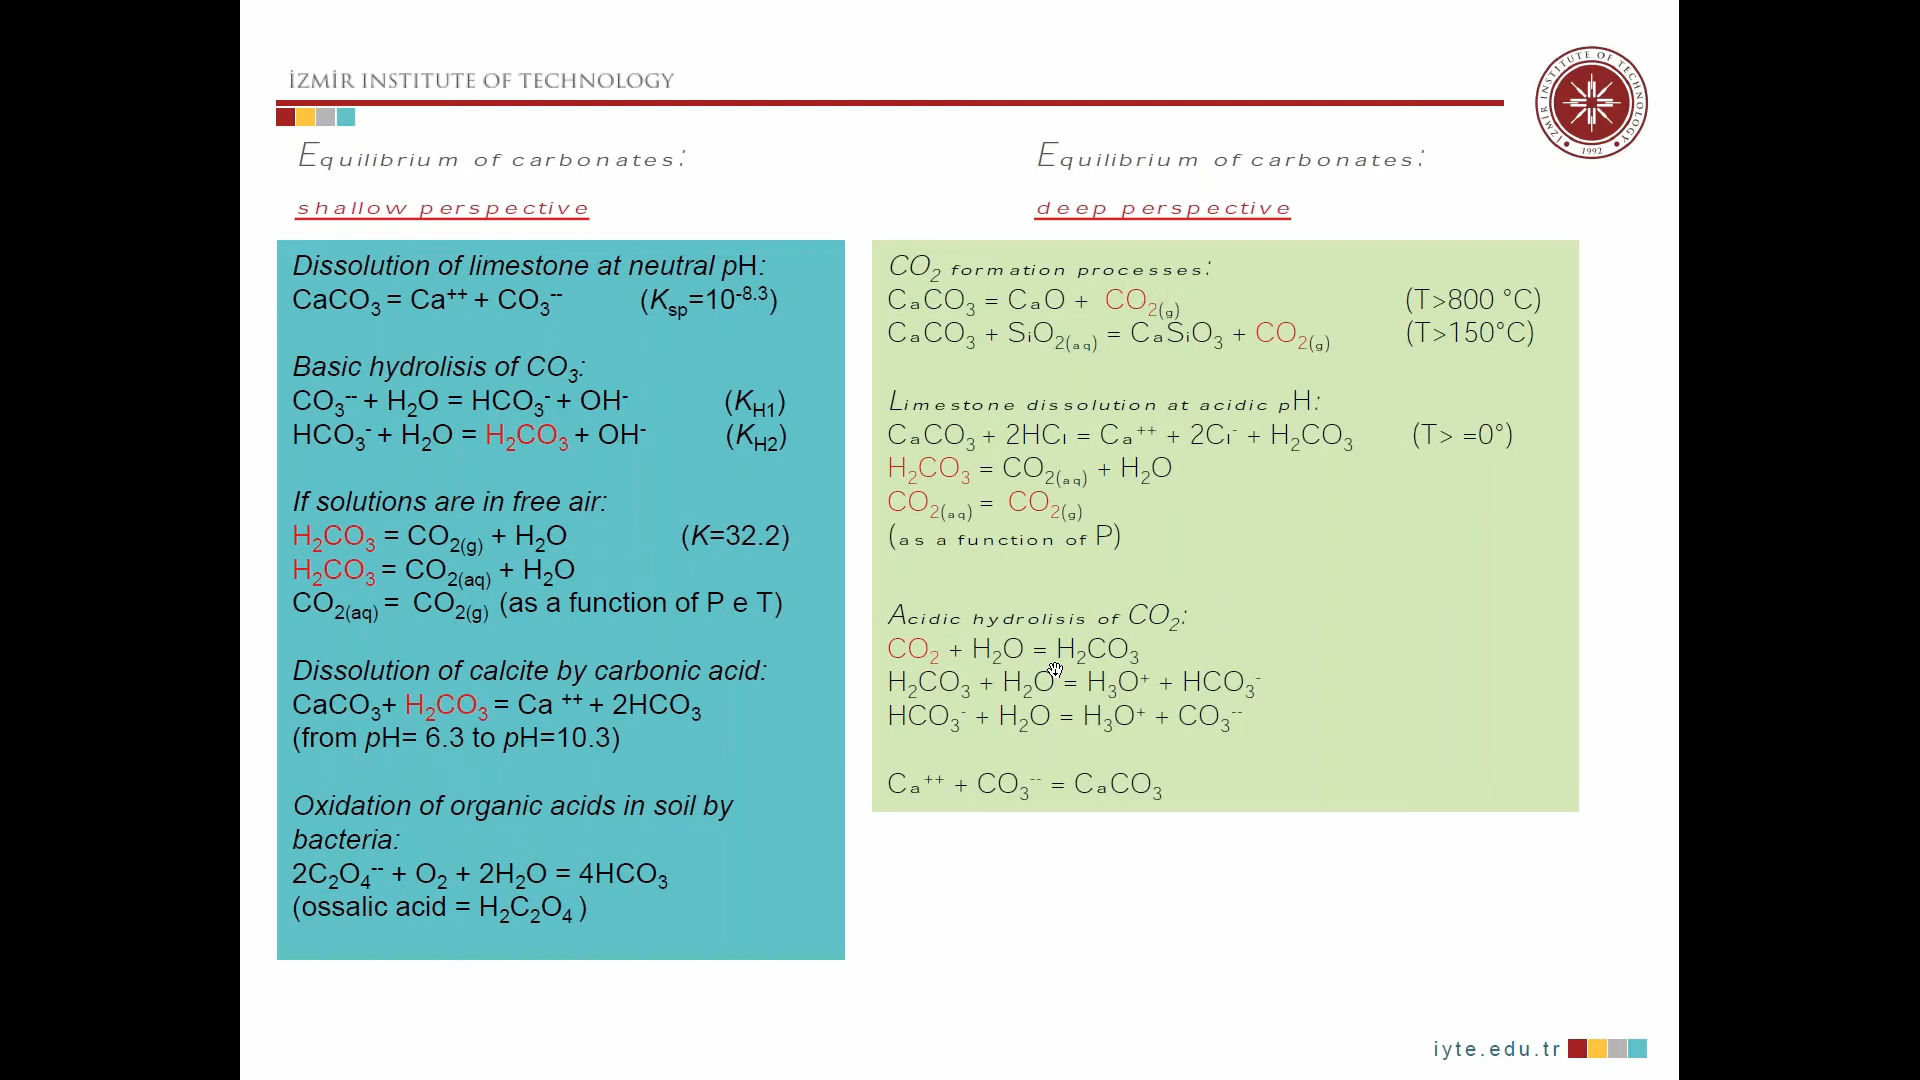 İZMİR INSTITUTE OF TECHNOLOGY
İZMİR INSTITUTE OF TECHNOLOGY
1992
Equilibrium of carbonates:
shallow perspective
Dissolution of limestone at neutral pH:
CaCO3 = Ca++ + CO3-- (Ksp=10-8.3)
Basic hydrolisis of CO3:
CO3-- + H2O = HCO3- + OH- (KH1)
HCO3- + H2O = H2CO3 + OH- (KH2)
If solutions are in free air:
H2CO3 = CO2(g) + H2O (K=32.2)
H2CO3 = CO2(aq) + H2O
CO2(aq) = CO2(g) (as a function of P e T)
Dissolution of calcite by carbonic acid:
CaCO3+ H2CO3 = Ca ++ + 2HCO3
(from pH= 6.3 to pH=10.3)
Oxidation of organic acids in soil by
bacteria:
2C2O4-- + O2 + 2H2O = 4HCO3
(ossalic acid = H2C2O4 )
Equilibrium of carbonates:
deep perspective
CO2 formation processes:
CaCO3 = CaO + CO2(g) (T>800 °C)
CaCO3 + SiO2(aq) = CaSiO3 + CO2(g) (T>150°C)
Limestone dissolution at acidic pH:
CaCO3 + 2HCl = Ca++ + 2Cl- + H2CO3 (T> =0°)
H2CO3 = CO2(aq) + H2O
CO2(aq) = CO2(g)
(as a function of P)
Acidic hydrolisis of CO2:
CO2 + H2O = H2CO3
H2CO3 + H2O = H3O+ + HCO3-
HCO3- + H2O = H3O+ + CO3--
Ca++ + CO3-- = CaCO3
iyte.edu.tr